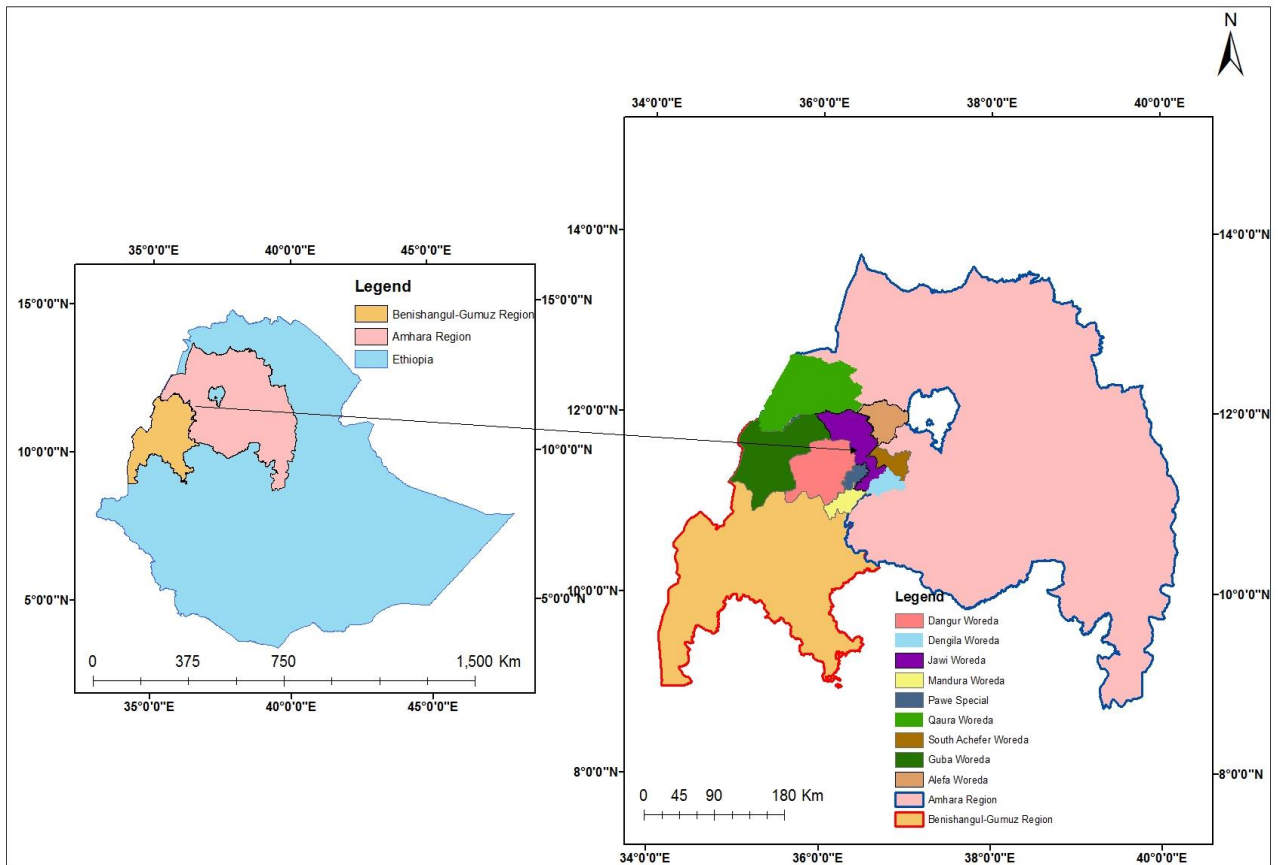 N
34°0'0"E 36°0'0"E 38°0'0"E 40°0'0"E
14°0'0"N 14°0'0"N
35°0'0"E 40°0'0"E 45°0'0"E
Legend
Benishangul-Gumuz Region
Amhara Region
Ethiopia
15°0'0"N 15°0'0"N
12°0'0"N 12°0'0"N
10°0'0"N 10°0'0"N
5°0'0"N 5°0'0"N
10°0'0"N 10°0'0"N
0 375 750 1,500 Km
35°0'0"E 40°0'0"E 45°0'0"E
Legend
Dangur Woreda
Dengila Woreda
Jawi Woreda
Mandura Woreda
Pawe Special
Qaura Woreda
South Achefer Woreda
Guba Woreda
Alefa Woreda
Amhara Region
Benishangul-Gumuz Region
8°0'0"N 8°0'0"N
0 45 90 180 Km
34°0'0"E 36°0'0"E 38°0'0"E 40°0'0"E